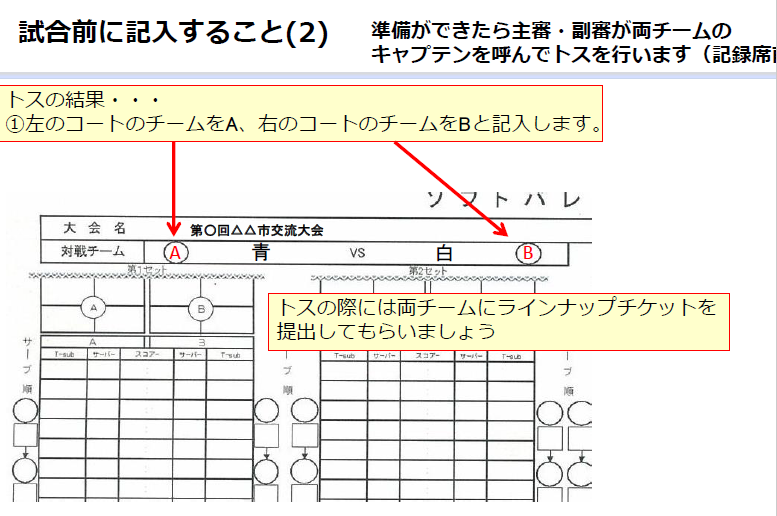 試合前に記入すること(2)
準備ができたら主審・副審が両チームの
キャプテンを呼んでトスを行います（記録席
トスの結果・・・
①左のコートのチームをA、右のコートのチームをBと記入します。
ソフトバレ
大会名 第〇回△△市交流大会
対戦チーム A 青 VS 白 B
第1セット 第2セット
A B
トスの際には両チームにラインナップチケットを
提出してもらいましょう
A B
T-sub サーバー スコアー サーバー T-sub
T-sub サーバー スコアー サーバー T-sub
サーブ順
ブ順
ブ順